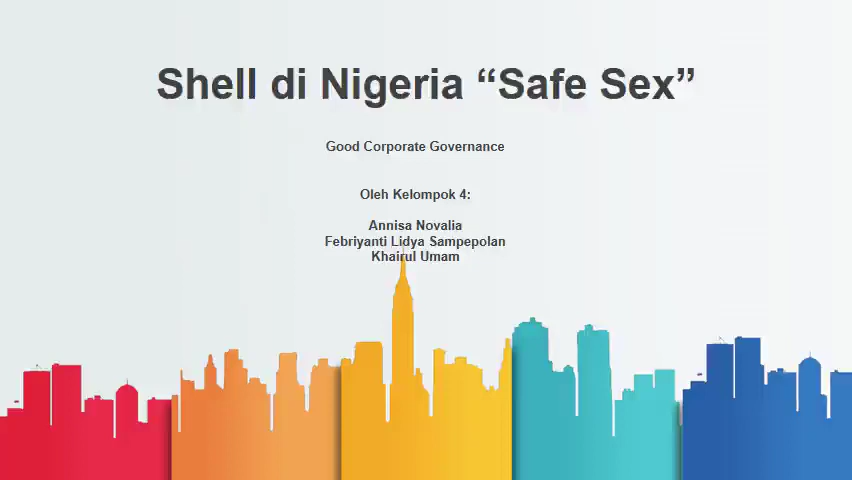 Shell di Nigeria “Safe Sex”
Good Corporate Governance
Oleh Kelompok 4:
Annisa Novalia
Febriyanti Lidya Sampepolan
Khairul Umam